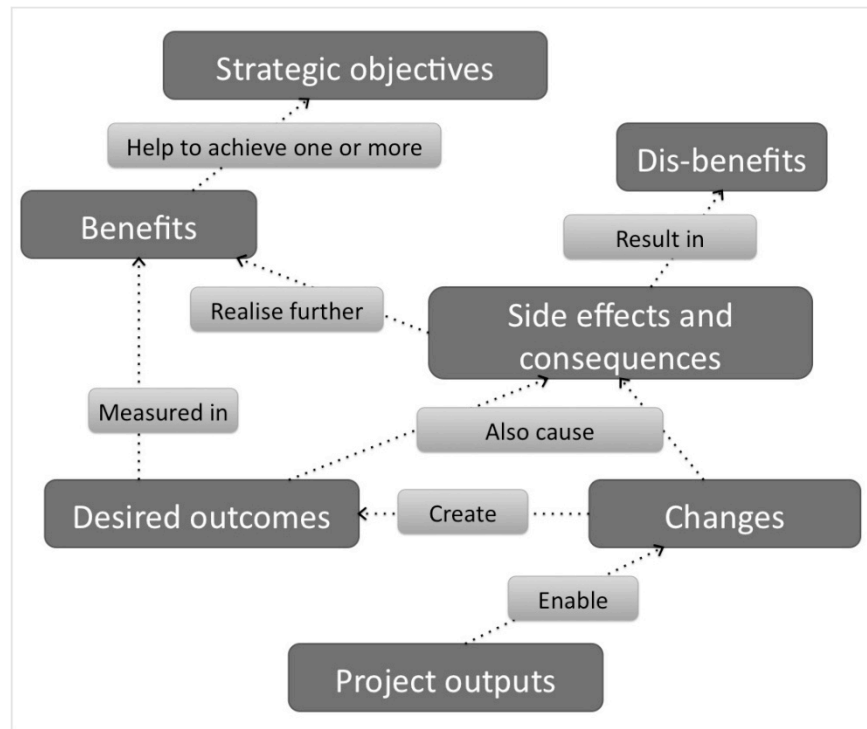 Strategic objectives
Help to achieve one or more
Dis-benefits
Benefits
Result in
Realise further
Side effects and
consequences
Measured in
Also cause
Desired outcomes
Create
Changes
Enable
Project outputs